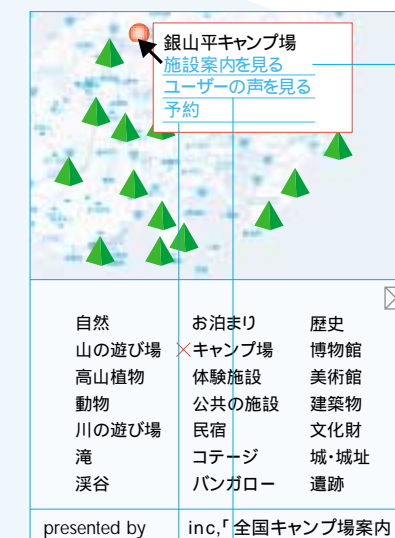 銀山平キャンプ場
施設案内を見る
ユーザーの声を見る
予約
自然 お泊まり 歴史
山の遊び場 キャンプ場 博物館
高山植物 体験施設 美術館
動物 公共の施設 建築物
川の遊び場 民宿 文化財
滝 コテージ 城・城址
渓谷 バンガロー 遺跡
presented by inc,「全国キャンプ場案内